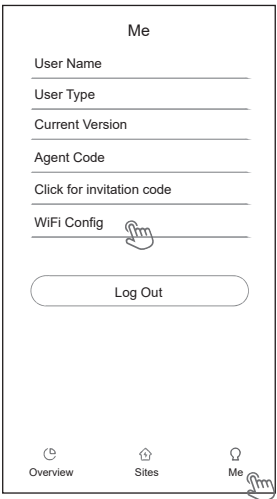 Me
User Name
User Type
Current Version
Agent Code
Click for invitation code
WiFi Config
Log Out
Overview Sites Me